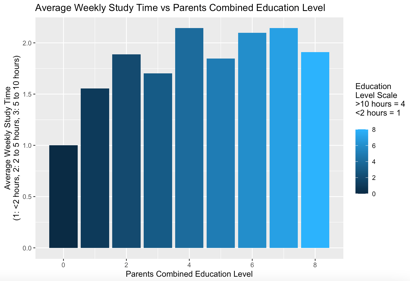 Average Weekly Study Time vs Parents Combined Education Level
Average Weekly Study Time
(1: <2 hours, 2: 2 to 5 hours, 3: 5 to 10 hours)
2.0
1.5
1.0
0.5
0.0
0 2 4 6 8
Parents Combined Education Level
Education
Level Scale
>10 hours = 4
<2 hours = 1
8
6
4
2
0